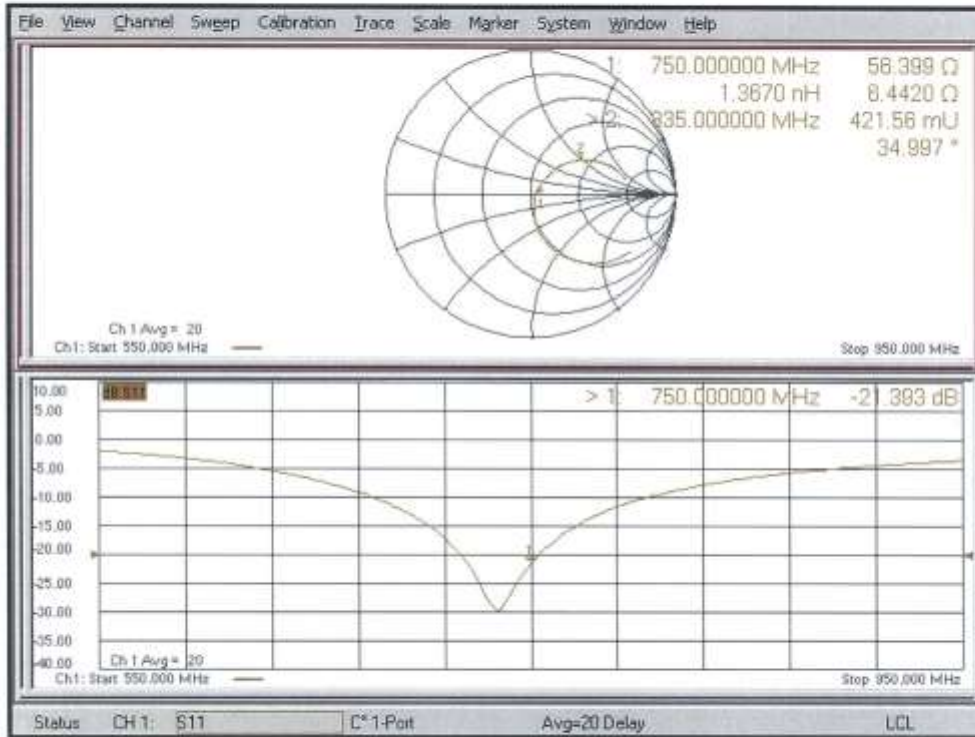 File View Channel Sweep Calibration Trace Scale Marker System Window Help
1: 750.000000 MHz 56.399 Ω
1.3670 nH 6.4420 Ω
> 2: 835.000000 MHz 421.56 mU
34.997 °
2
1
Ch 1 Avg = 20
Ch1: Start 550.000 MHz
Stop 950.000 MHz
10.00
dB S11
> 1: 750.000000 MHz -21.393 dB
5.00
0.00
-5.00
-10.00
-15.00
-20.00
1
-25.00
-30.00
-35.00
-40.00
Ch 1 Avg = 20
Ch1: Start 550.000 MHz
Stop 950.000 MHz
Status CH 1: S11 C* 1-Port Avg=20 Delay LCL